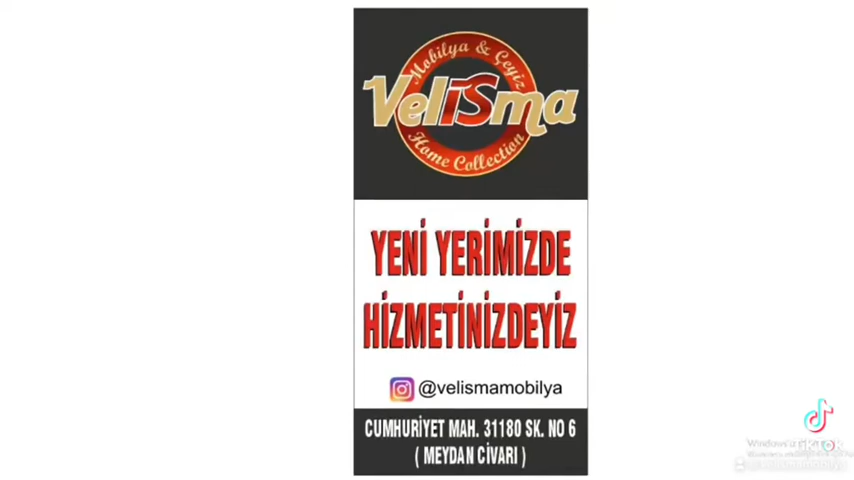 Mobilya & Çeyiz
Velisma
Home Collection
YENİ YERİMİZDE
HİZMETİNİZDEYİZ
@velismamobilya
CUMHURİYET MAH. 31180 SK. NO 6
( MEYDAN CİVARI )
TikTok